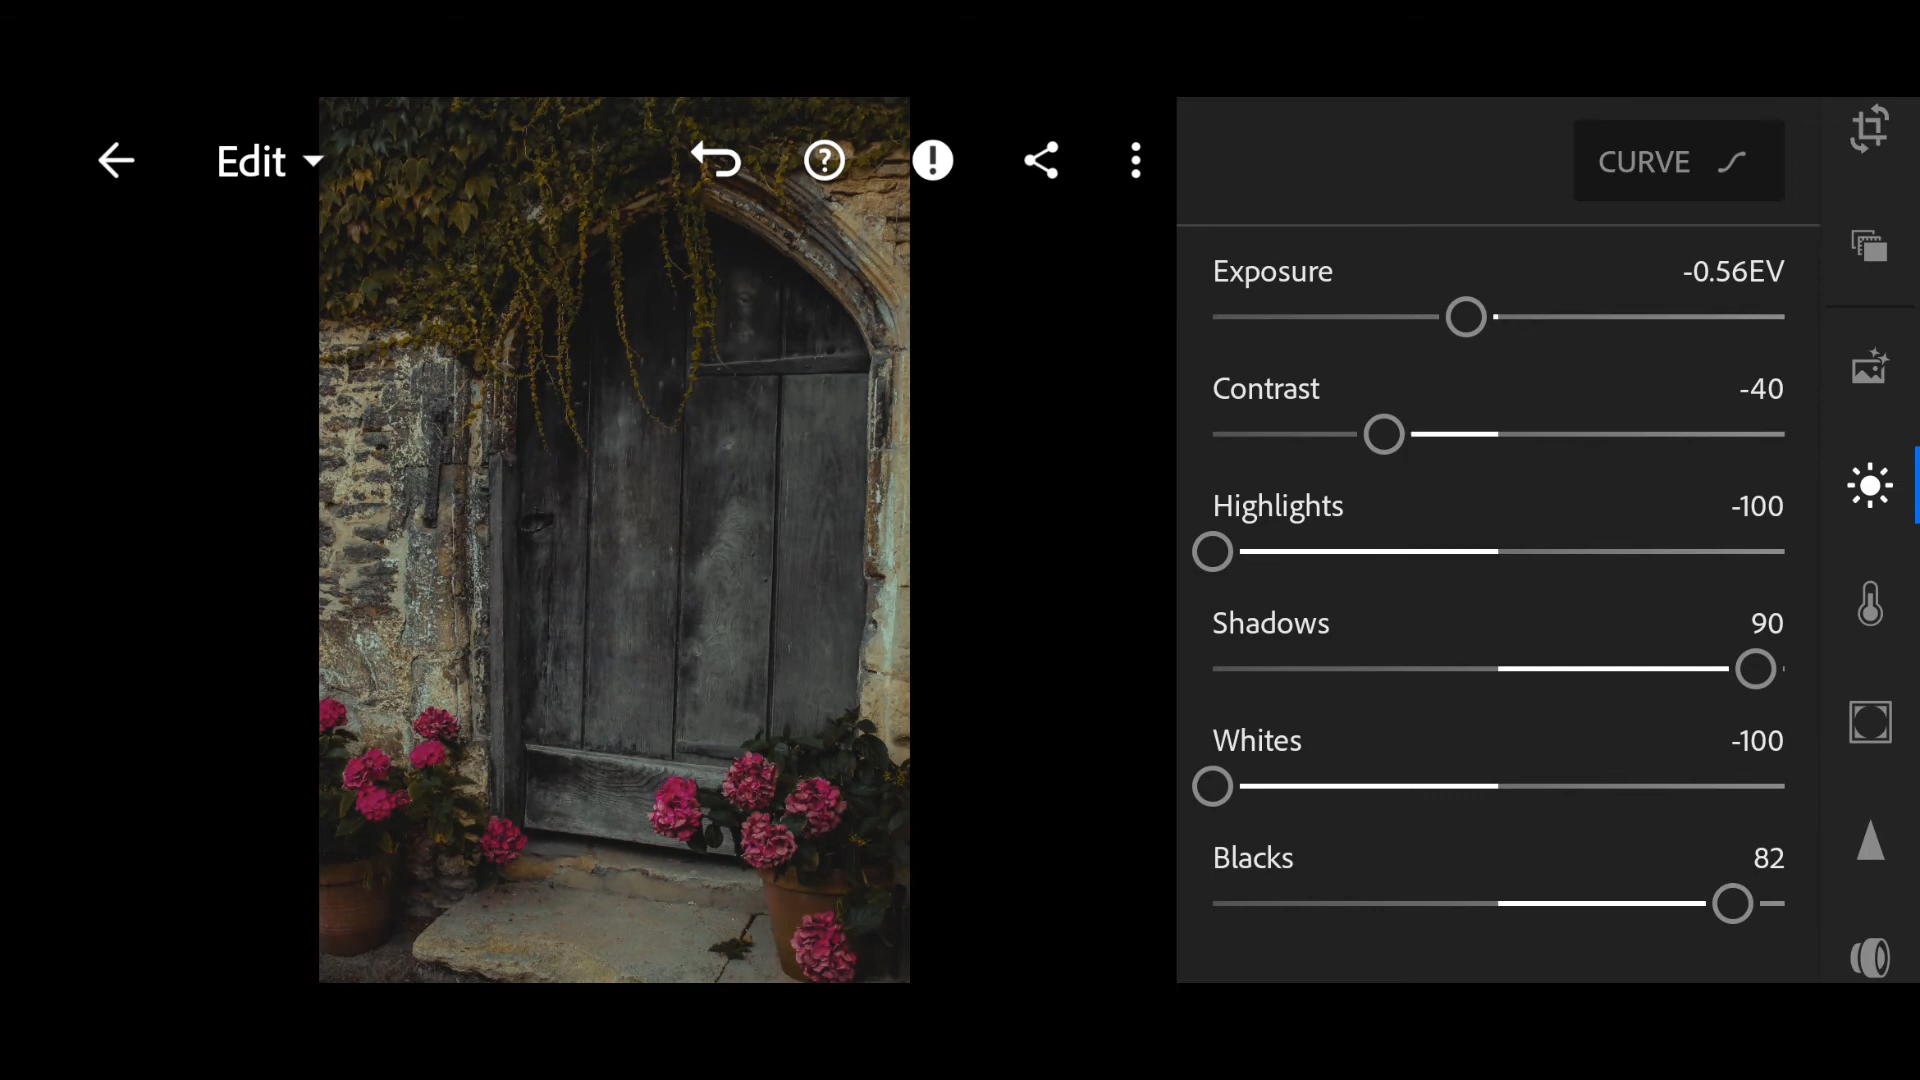 Edit
CURVE
Exposure -0.56EV
Contrast -40
Highlights -100
Shadows 90
Whites -100
Blacks 82